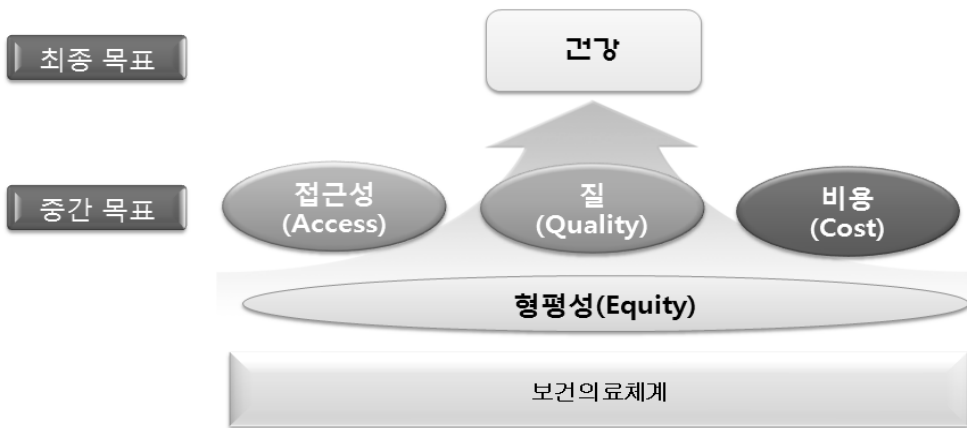 최종 목표
건강
중간 목표
접근성
(Access)
질
(Quality)
비용
(Cost)
형평성(Equity)
보건의료체계